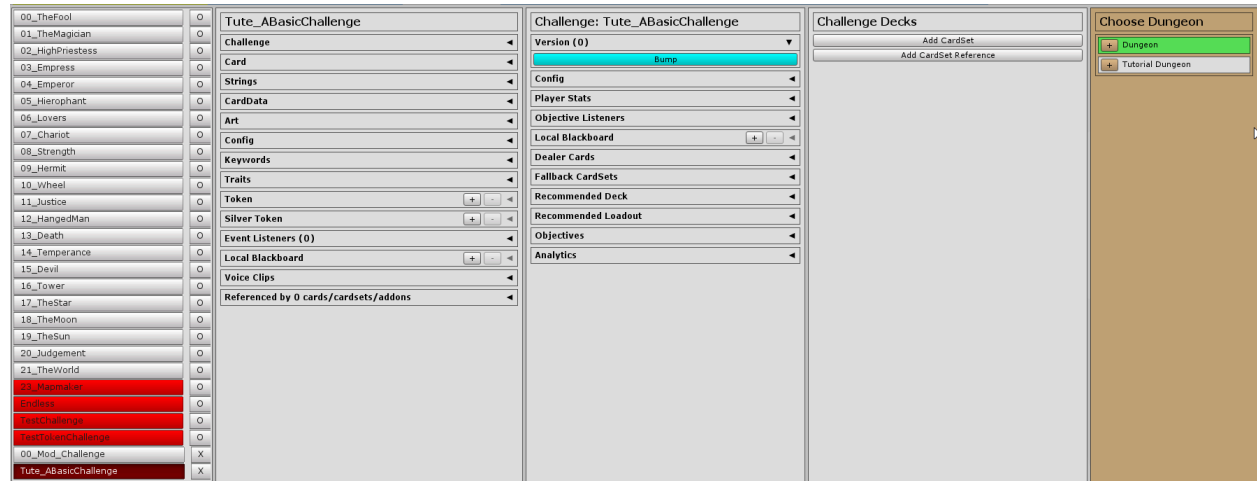 00_TheFool O
01_TheMagician O
02_HighPriestess O
03_Empress O
04_Emperor O
05_Hierophant O
06_Lovers O
07_Chariot O
08_Strength O
09_Hermit O
10_Wheel O
11_Justice O
12_HangedMan O
13_Death O
14_Temperance O
15_Devil O
16_Tower O
17_TheStar O
18_TheMoon O
19_TheSun O
20_Judgement O
21_TheWorld O
23_Mapmaker O
Endless O
TestChallenge O
TestTokenChallenge O
00_Mod_Challenge X
Tute_ABasicChallenge X
Tute_ABasicChallenge
Challenge
Card
Strings
CardData
Art
Config
Keywords
Traits
Token + -
Silver Token + -
Event Listeners (0)
Local Blackboard + -
Voice Clips
Referenced by 0 cards/cardsets/addons
Challenge: Tute_ABasicChallenge
Version (0)
Bump
Config
Player Stats
Objective Listeners
Local Blackboard + -
Dealer Cards
Fallback CardSets
Recommended Deck
Recommended Loadout
Objectives
Analytics
Challenge Decks
Add CardSet
Add CardSet Reference
Choose Dungeon
+ Dungeon
+ Tutorial Dungeon